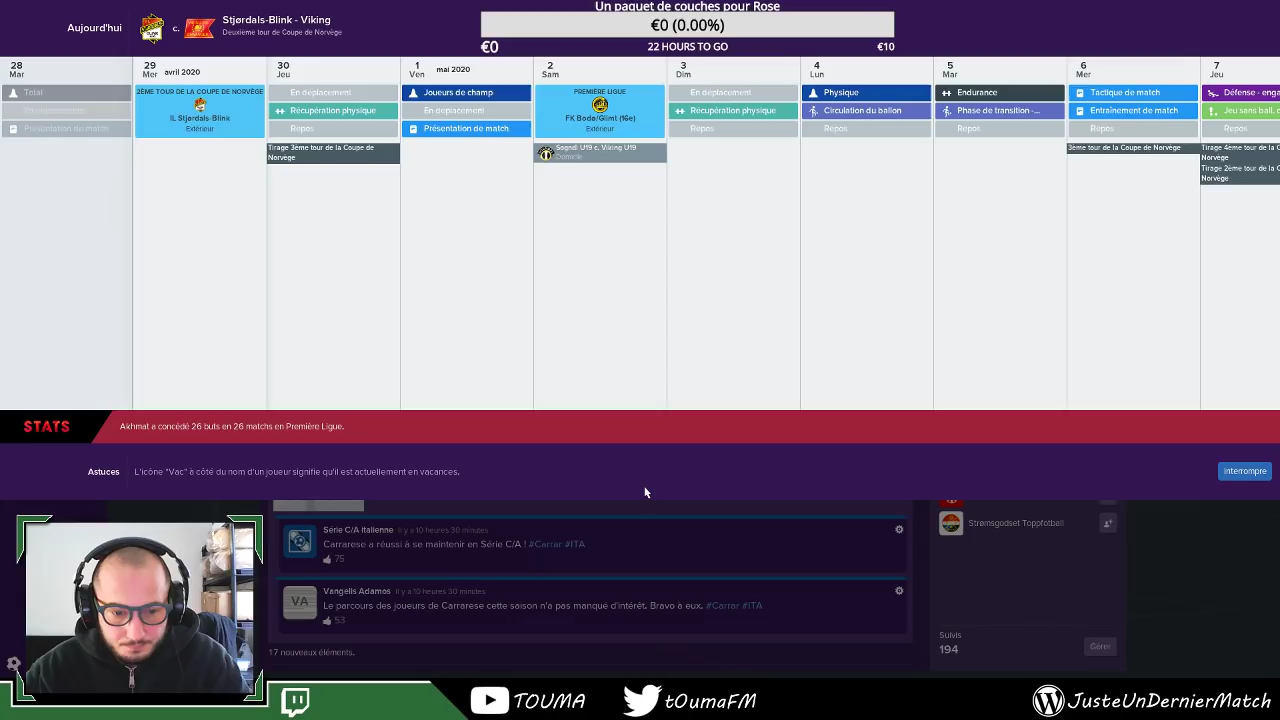 Un paquet de couches pour Rose
Aujourd'hui
c.
Stjørdals-Blink - Viking
Deuxième tour de Coupe de Norvège
€0 (0.00%)
€0
22 HOURS TO GO
€10
28
Mar
29
Mer avril 2020
30
Jeu
1
Ven mai 2020
2
Sam
3
Dim
4
Lun
5
Mar
6
Mer
7
Jeu
Total
Présentation du match
2ÈME TOUR DE LA COUPE DE NORVÈGE
IL Stjørdals-Blink
Extérieur
En déplacement
Récupération physique
Repos
Tirage 3ème tour de la Coupe de
Norvège
Joueurs de champ
En déplacement
Présentation de match
PREMIÈRE LIGUE
FK Bodø/Glimt (16e)
Extérieur
Sogndl U19 c. Viking U19
Domicile
En déplacement
Récupération physique
Repos
Physique
Circulation du ballon
Repos
Endurance
Phase de transition -...
Repos
Tactique de match
Entraînement de match
Repos
3ème tour de la Coupe de Norvège
Défense - enga
Jeu sans ball. o
Repos
Tirage 4ème tour de la C
Norvège
Tirage 2ème tour de la C
Norvège
STATS
Akhmat a concédé 26 buts en 26 matchs en Première Ligue.
Astuces
L'icône "Vac" à côté du nom d'un joueur signifie qu'il est actuellement en vacances.
Interrompre
Série C/A italienne il y a 10 heures 30 minutes
Carrarese a réussi à se maintenir en Série C/A ! #Carrar #ITA
75
VA
Vangelis Adamos il y a 10 heures 30 minutes
Le parcours des joueurs de Carrarese cette saison n'a pas manqué d'intérêt. Bravo à eux. #Carrar #ITA
53
17 nouveaux éléments.
Strømsgodset Toppfotball
Suivis
194
Gérer
TOUMA
tOumaFM
JusteUnDernierMatch